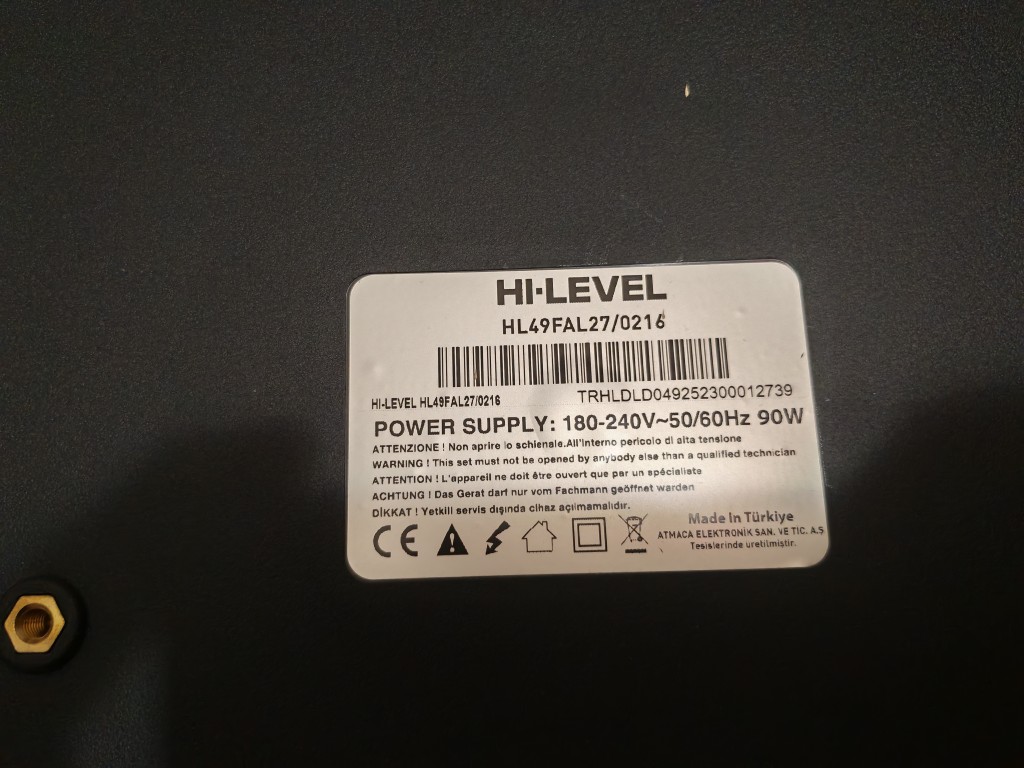 HI-LEVEL
HL49FAL27/0216
HI-LEVEL HL49FAL27/0216 TRHLDLD049252300012739
POWER SUPPLY: 180-240V~50/60Hz 90W
ATTENZIONE ! Non aprire lo schienale.All'interno pericolo di alta tensione
WARNING ! This set must not be opened by anybody else than a qualified technician
ATTENTION ! L'appareil ne doit être ouvert que par un spécialiste
ACHTUNG ! Das Gerat darf nur vom Fachmann geöffnet warden
DİKKAT ! Yetkili servis dışında cihaz açılmamalıdır.
CE
Made In Türkiye
ATMACA ELEKTRONİK SAN. VE TİC. A.Ş
Tesislerinde üretilmiştir.